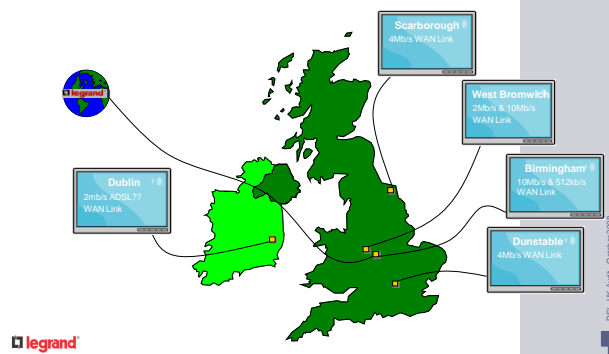 Scarborough
4Mb/s WAN Link
West Bromwich
2Mb/s & 10Mb/s
WAN Link
legrand
Birmingham
10Mb/s & 512kb/s
WAN Link
Dublin
2mb/s ADSL??
WAN Link
Dunstable
4Mb/s WAN Link
legrand